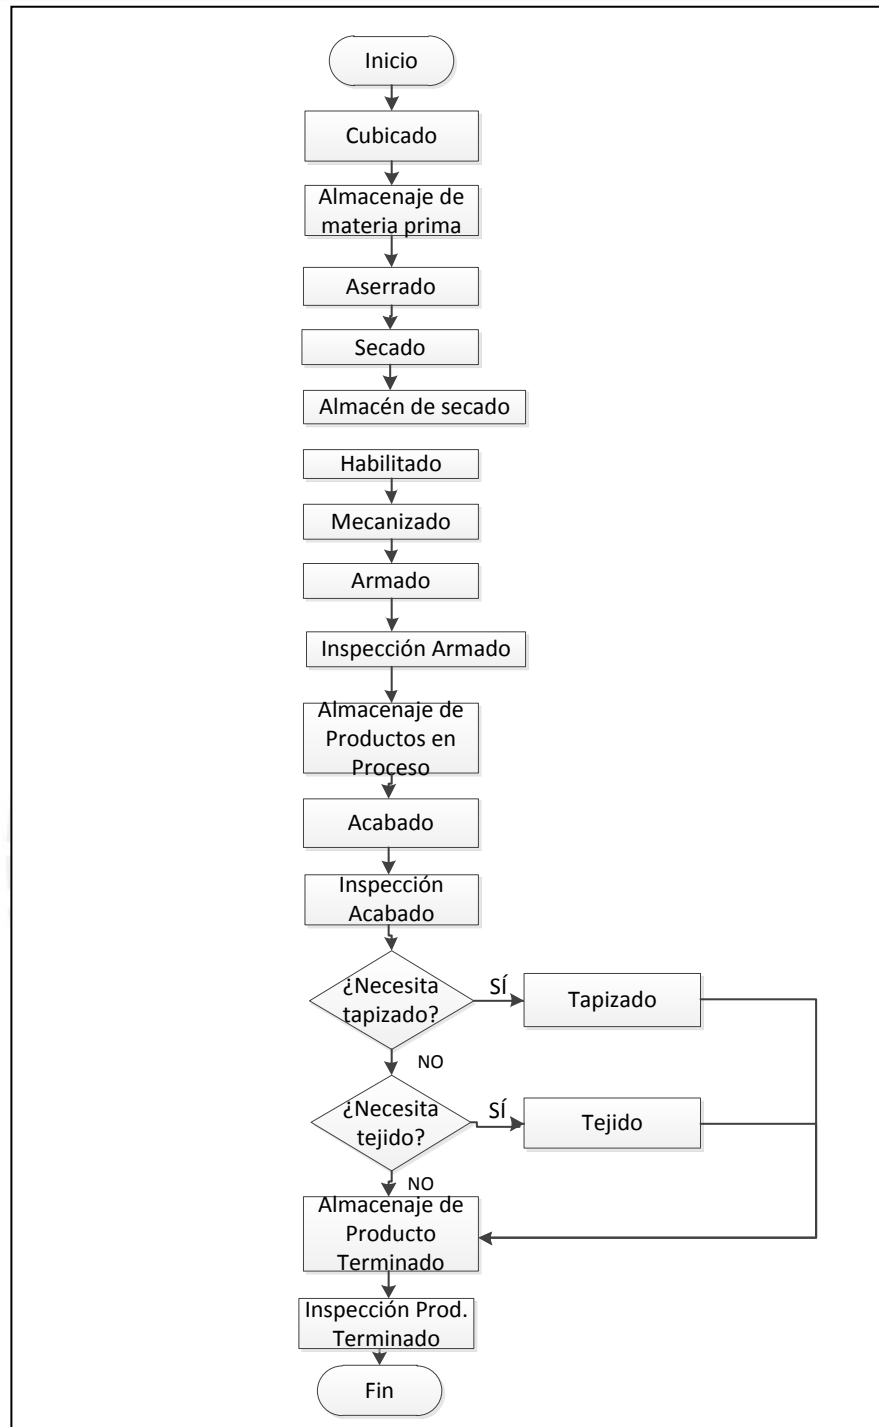 Inicio
Cubicado
Almacenaje de
materia prima
Aserrado
Secado
Almacén de secado
Habilitado
Mecanizado
Armado
Inspección Armado
Almacenaje de
Productos en
Proceso
Acabado
Inspección
Acabado
¿Necesita
tapizado?
SÍ
Tapizado
NO
¿Necesita
tejido?
SÍ
Tejido
NO
Almacenaje de
Producto
Terminado
Inspección Prod.
Terminado
Fin